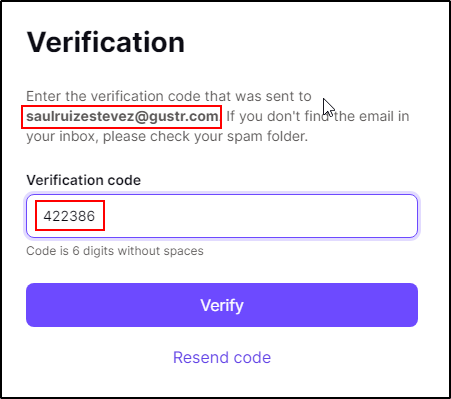 Verification
Enter the verification code that was sent to
saulruizestevez@gustr.com. If you don't find the email in
your inbox, please check your spam folder.
Verification code
422386
Code is 6 digits without spaces
Verify
Resend code